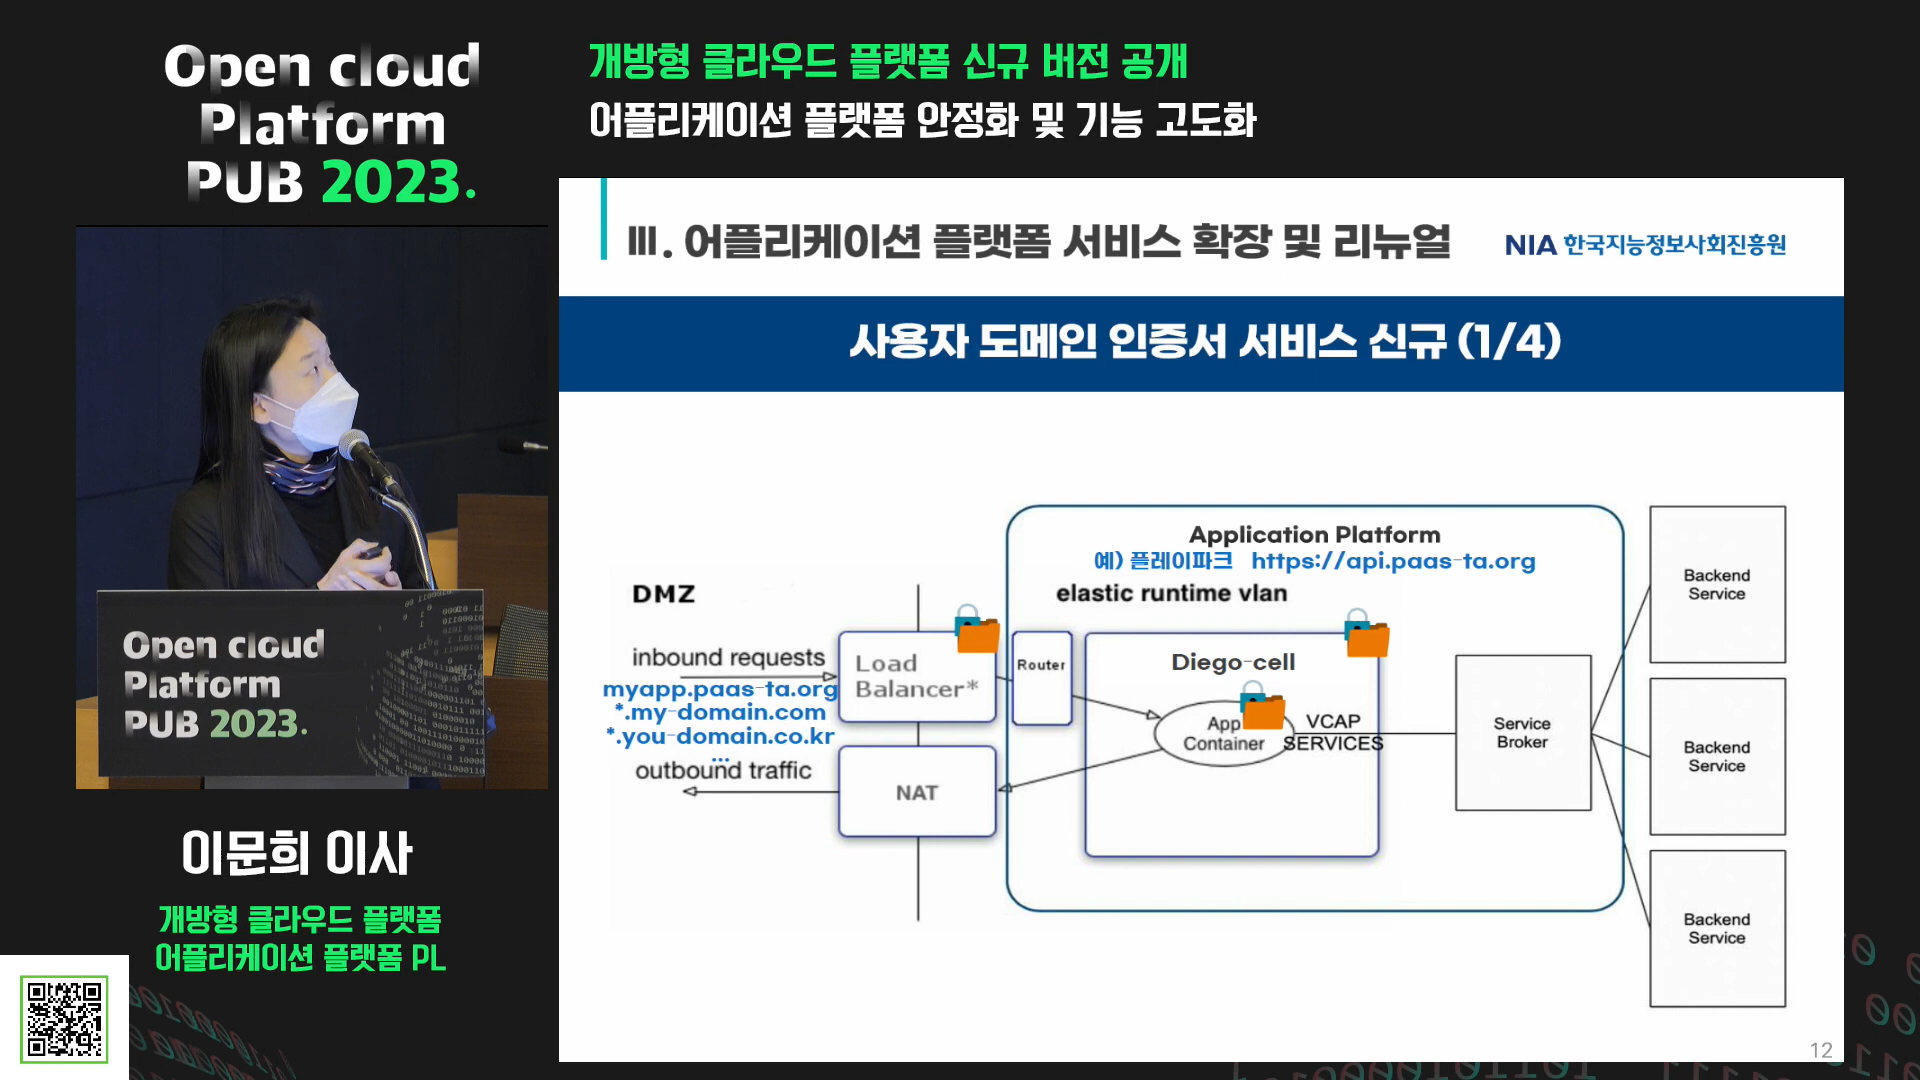 Open cloud
Platform
PUB 2023.
개방형 클라우드 플랫폼 신규 버전 공개
어플리케이션 플랫폼 안정화 및 기능 고도화
Ⅲ. 어플리케이션 플랫폼 서비스 확장 및 리뉴얼
NIA 한국지능정보사회진흥원
사용자 도메인 인증서 서비스 신규 (1/4)
Application Platform
예) 플레이파크 https://api.paas-ta.org
DMZ
elastic runtime vlan
inbound requests
myapp.paas-ta.org
*.my-domain.com
*.you-domain.co.kr
...
outbound traffic
Load
Balancer*
NAT
Router
Diego-cell
App
Container
VCAP
SERVICES
Service
Broker
Backend
Service
Backend
Service
Backend
Service
12
Open cloud
Platform
PUB 2023.
이문희 이사
개방형 클라우드 플랫폼
어플리케이션 플랫폼 PL